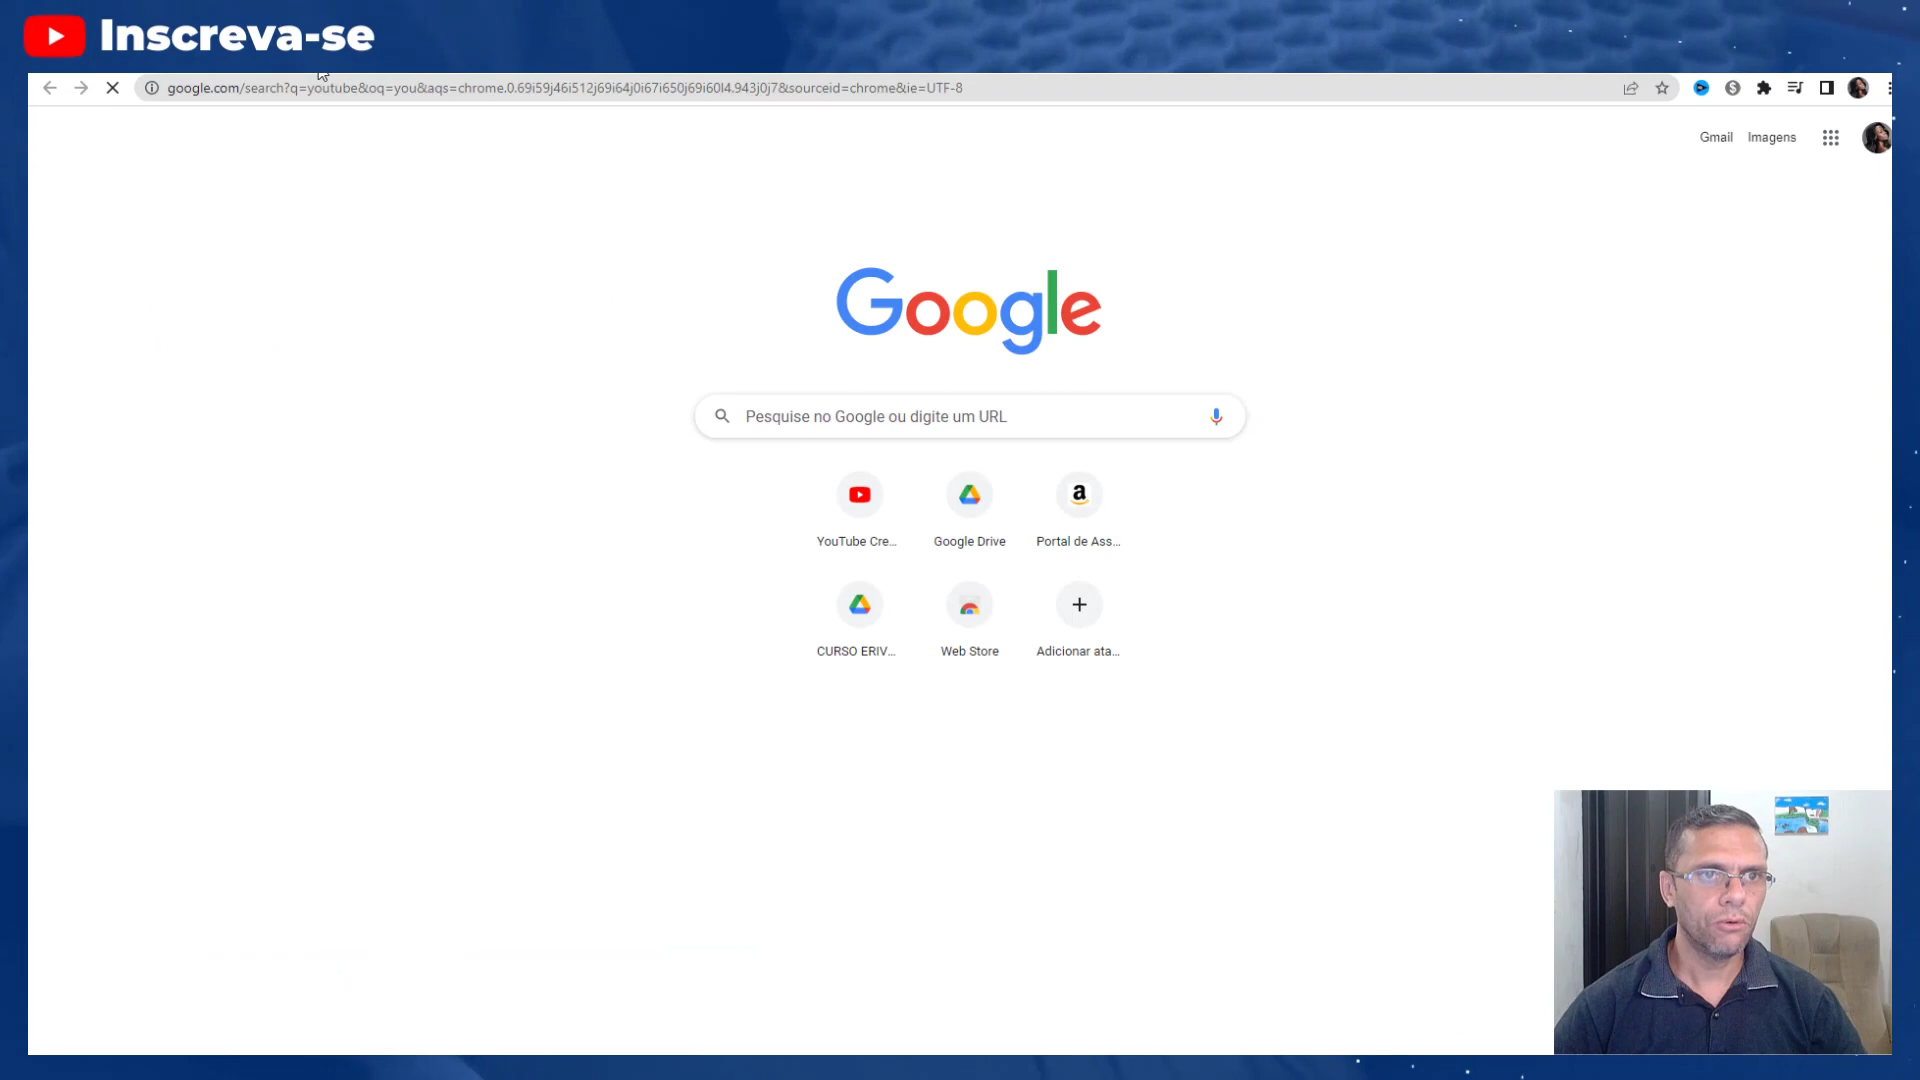 Inscreva-se
google.com/search?q=youtube&oq=you&aqs=chrome.0.69i59j46i512j69i64j0i67i650j69i60l4.943j0j7&sourceid=chrome&ie=UTF-8
Gmail Imagens
Google
Pesquise no Google ou digite um URL
YouTube Cre... Google Drive Portal de Ass...
CURSO ERIV... Web Store Adicionar ata...